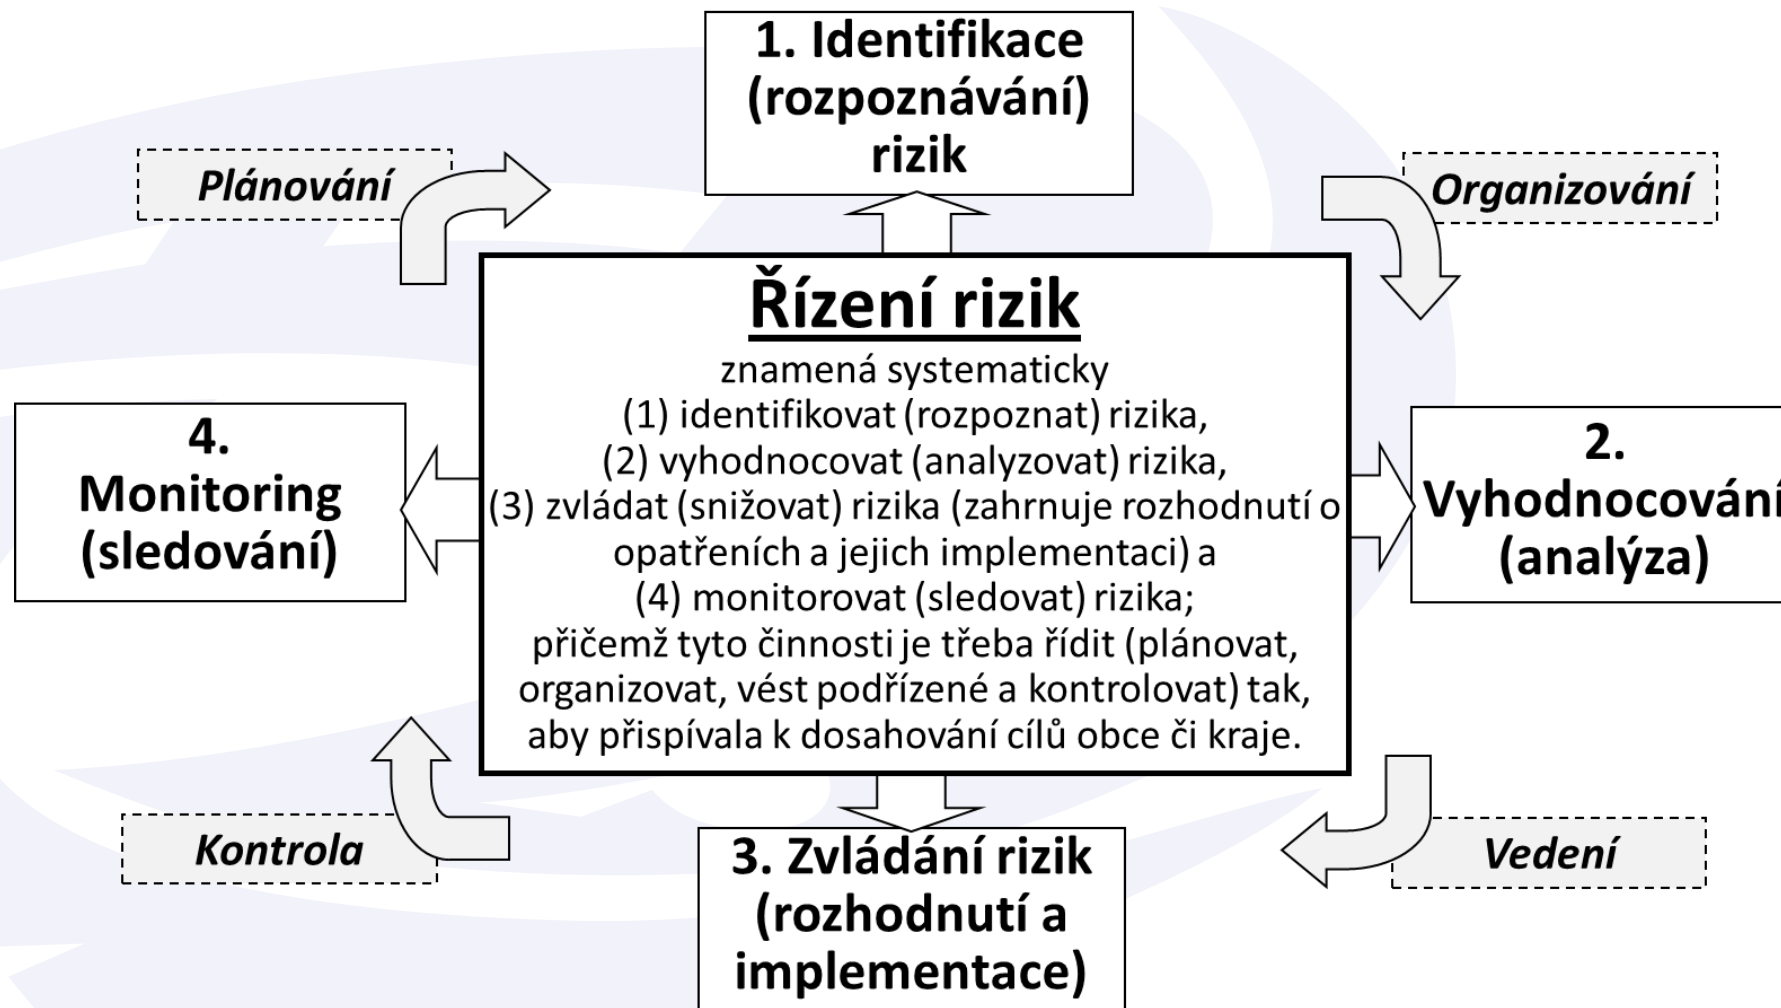 1. Identifikace
(rozpoznávání)
rizik
Plánování
Organizování
Řízení rizik
znamená systematicky
(1) identifikovat (rozpoznat) rizika,
(2) vyhodnocovat (analyzovat) rizika,
(3) zvládat (snižovat) rizika (zahrnuje rozhodnutí o
opatřeních a jejich implementaci) a
(4) monitorovat (sledovat) rizika;
přičemž tyto činnosti je třeba řídit (plánovat,
organizovat, vést podřízené a kontrolovat) tak,
aby přispívala k dosahování cílů obce či kraje.
4.
Monitoring
(sledování)
2.
Vyhodnocování
(analýza)
Kontrola
Vedení
3. Zvládání rizik
(rozhodnutí a
implementace)